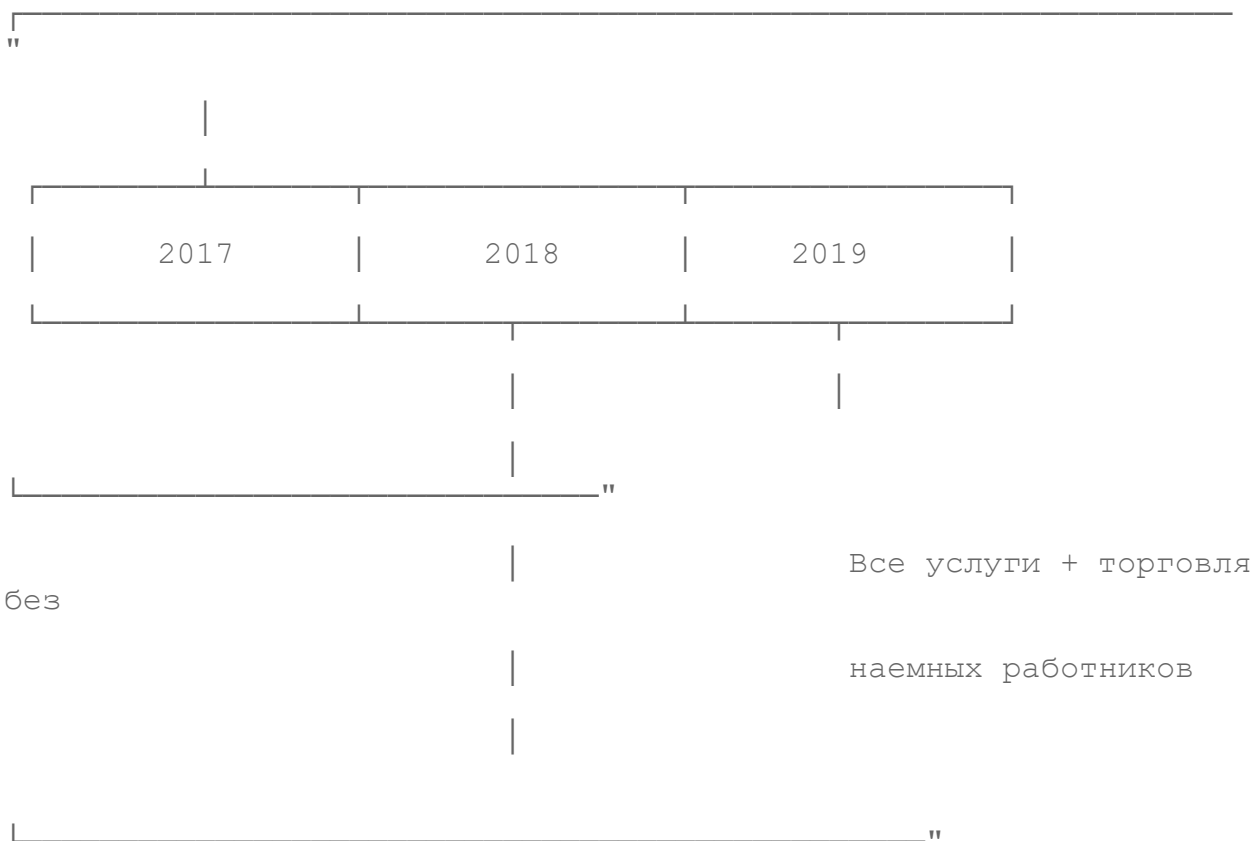 "
2017 2018 2019
"
Все услуги + торговля
без
наемных работников
"